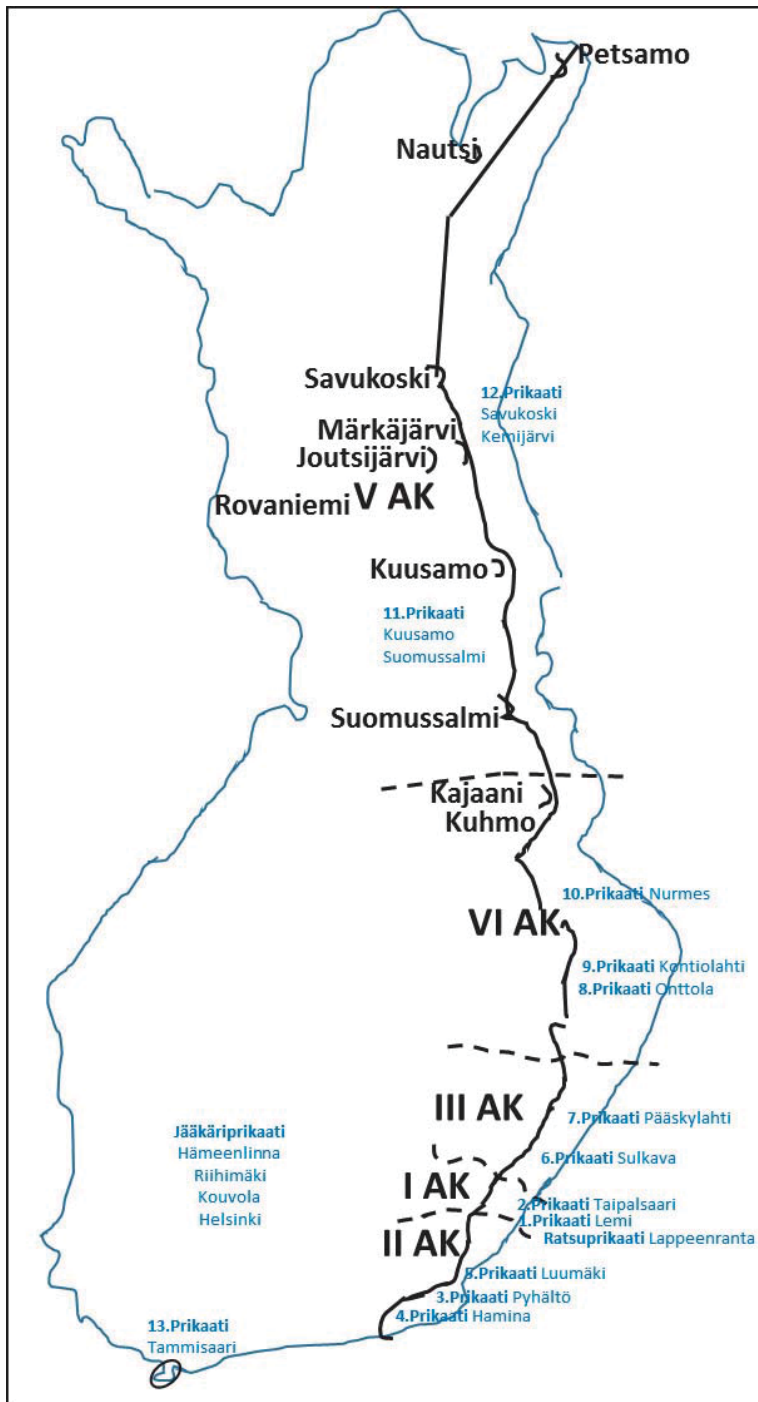 Petsamo
Nautsi
Savukoski
12.Prikaati
Savukoski
Kemijärvi
Märkäjärvi
Joutsijärvi
Rovaniemi V AK
Kuusamo
11.Prikaati
Kuusamo
Suomussalmi
Suomussalmi
Kajaani
Kuhmo
10.Prikaati Nurmes
VI AK
9.Prikaati Kontiolahti
8.Prikaati Onttola
III AK
7.Prikaati Pääskylahti
Jääkäriprikaati
Hämeenlinna
Riihimäki
Kouvola
Helsinki
6.Prikaati Sulkava
I AK
2.Prikaati Taipalsaari
1.Prikaati Lemi
Ratsuprikaati Lappeenranta
II AK
5.Prikaati Luumäki
3.Prikaati Pyhältö
4.Prikaati Hamina
13.Prikaati
Tammisaari